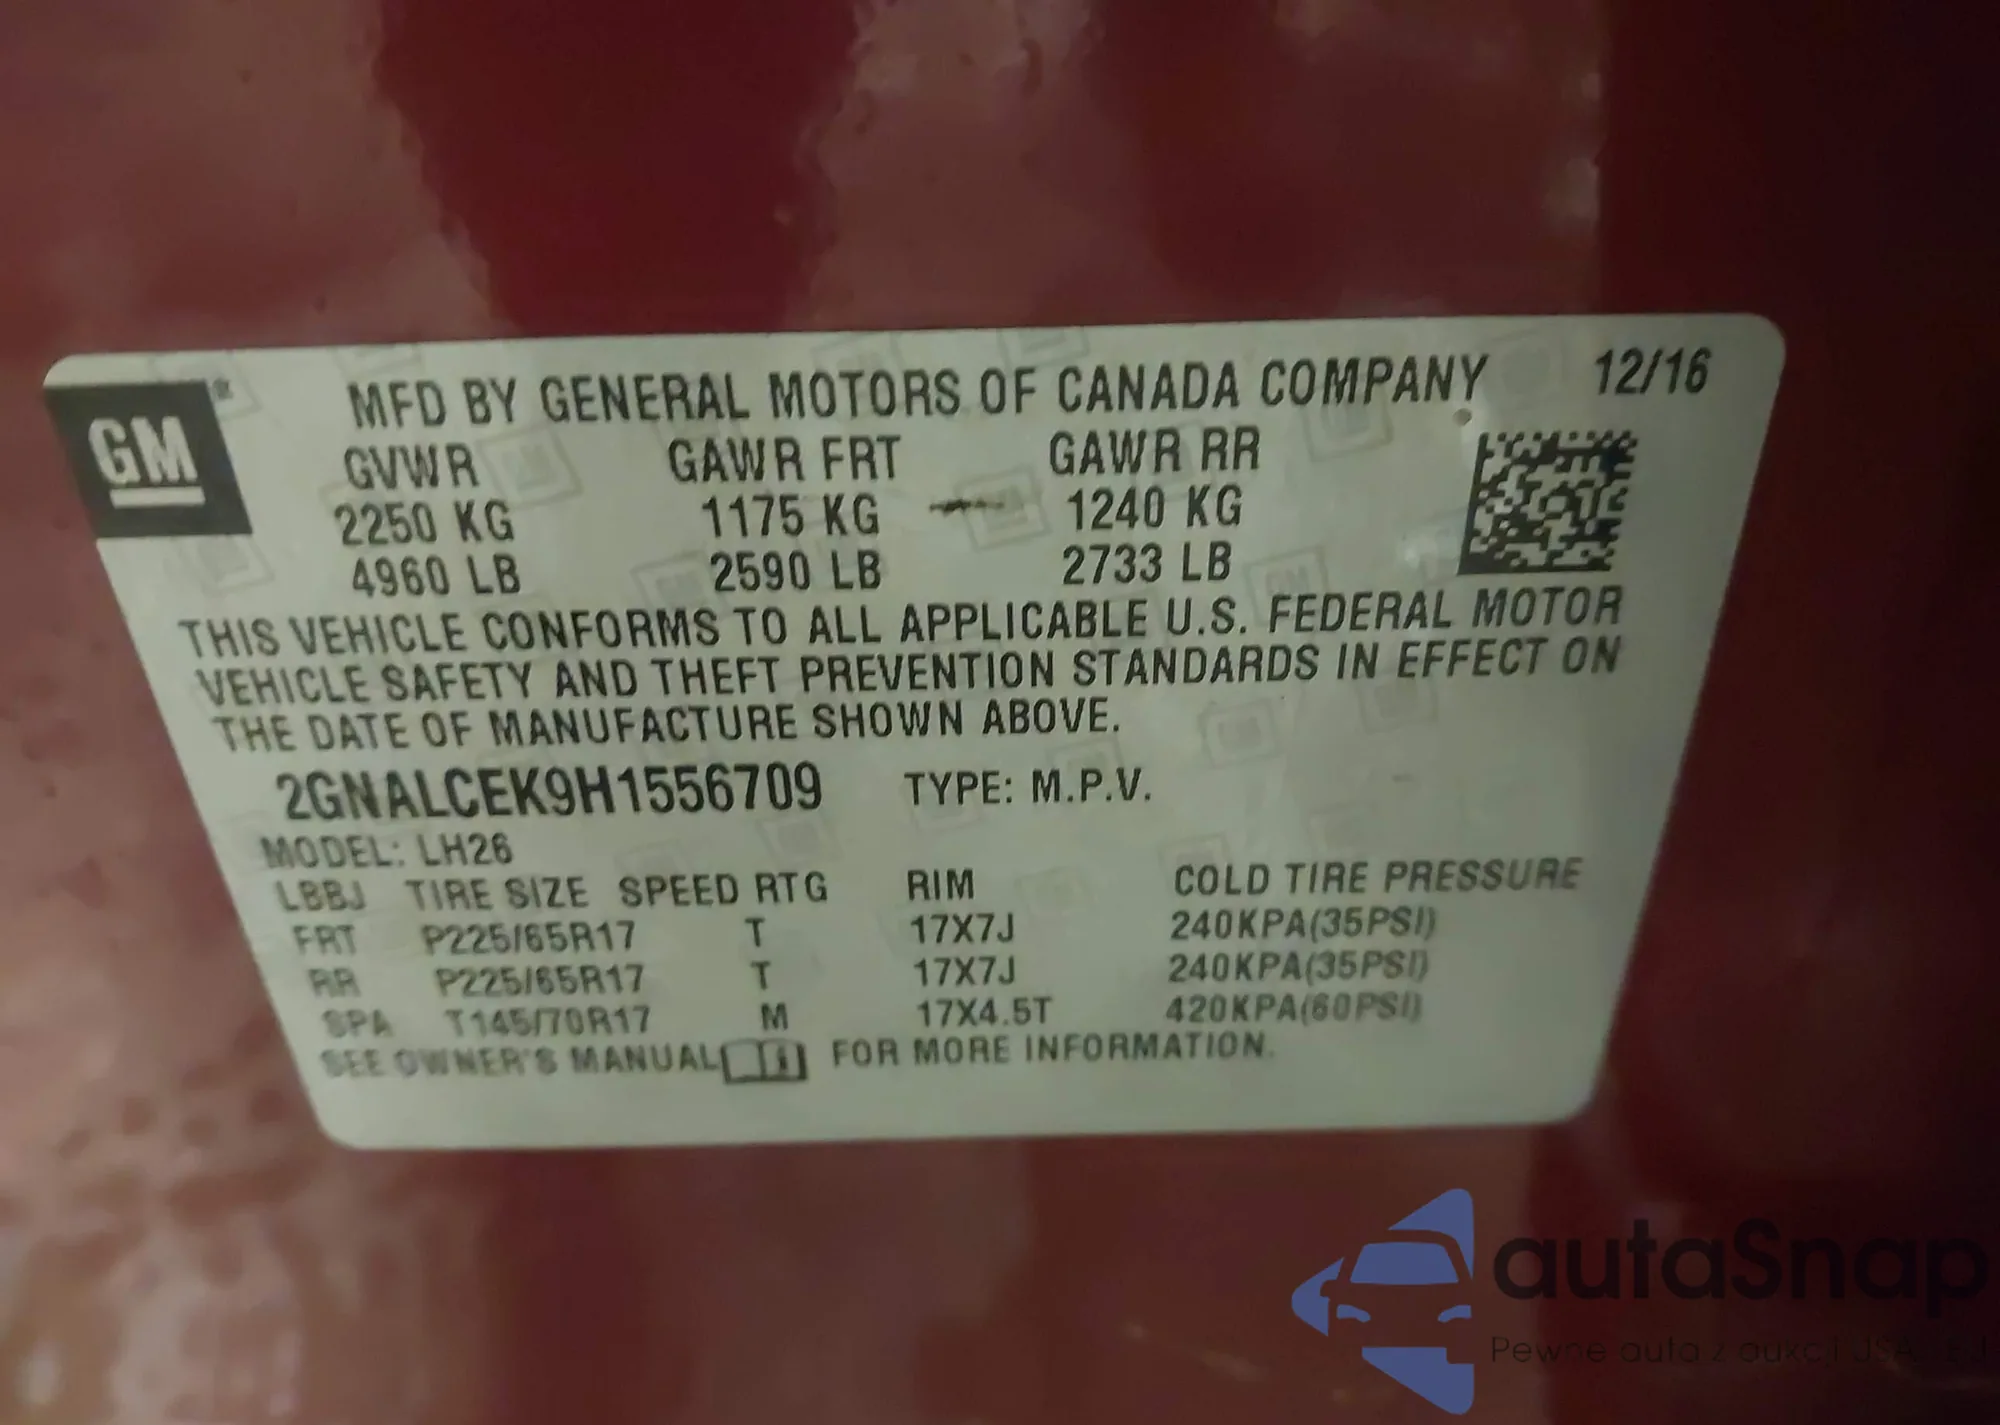 GM
MFD BY GENERAL MOTORS OF CANADA COMPANY 12/16
GVWR GAWR FRT GAWR RR
2250 KG 1175 KG 1240 KG
4960 LB 2590 LB 2733 LB
THIS VEHICLE CONFORMS TO ALL APPLICABLE U.S. FEDERAL MOTOR
VEHICLE SAFETY AND THEFT PREVENTION STANDARDS IN EFFECT ON
THE DATE OF MANUFACTURE SHOWN ABOVE.
2GNALCEK9H1556709 TYPE: M.P.V.
MODEL: LH26
LBBJ TIRE SIZE SPEED RTG RIM COLD TIRE PRESSURE
FRT P225/65R17 T 17X7J 240KPA(35PSI)
RR P225/65R17 T 17X7J 240KPA(35PSI)
SPA T145/70R17 M 17X4.5T 420KPA(60PSI)
SEE OWNER'S MANUAL FOR MORE INFORMATION.
autaSnap
Pewne auta z aukcji